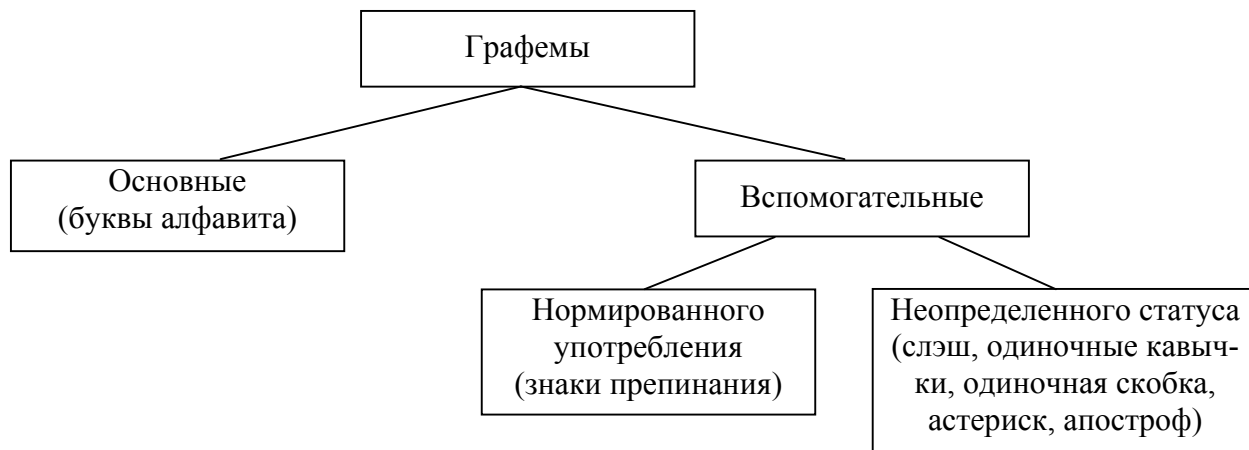 Графемы
Основные
(буквы алфавита)
Вспомогательные
Нормированного
употребления
(знаки препинания)
Неопределенного статуса
(слэш, одиночные кавыч-
ки, одиночная скобка,
астериск, апостроф)